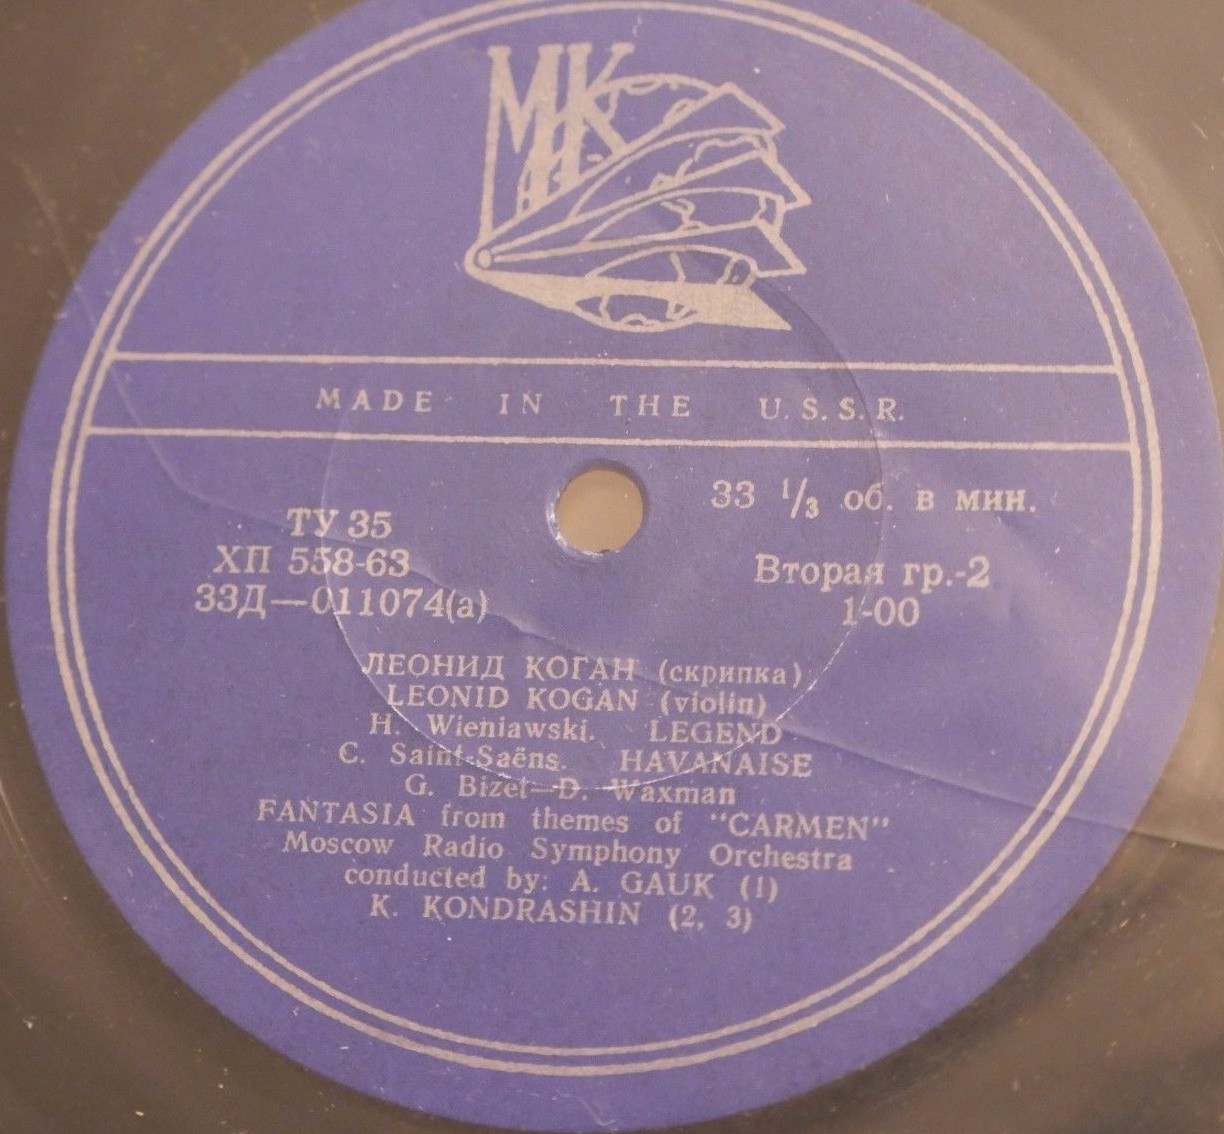 МК
MADE IN THE U.S.S.R.
33 1/3 об. в мин.
ТУ 35
ХП 558-63
33Д—011074(а)
Вторая гр.-2
1-00
ЛЕОНИД КОГАН (скрипка)
LEONID KOGAN (violin)
H. Wieniawski. LEGEND
C. Saint-Saëns. HAVANAISE
G. Bizet—D. Waxman
FANTASIA from themes of "CARMEN"
Moscow Radio Symphony Orchestra
conducted by: A. GAUK (1)
K. KONDRASHIN (2, 3)